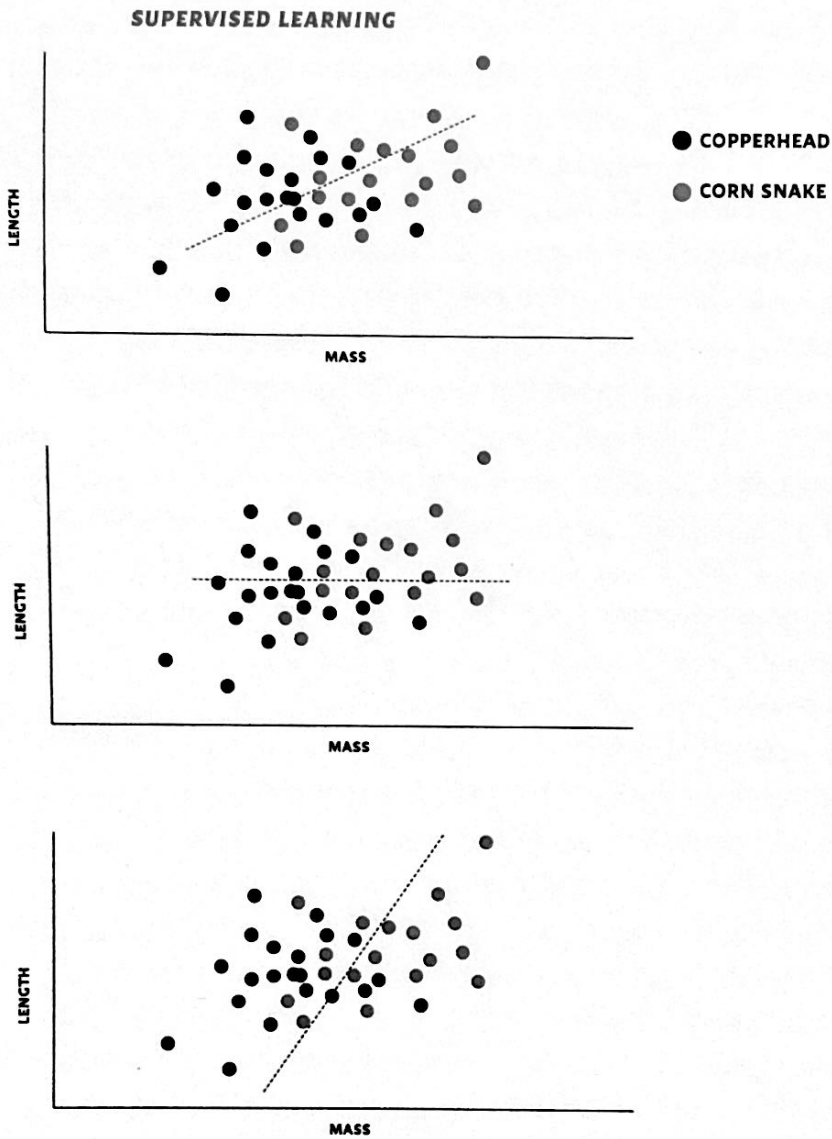 SUPERVISED LEARNING
COPPERHEAD
CORN SNAKE
LENGTH
MASS
LENGTH
MASS
LENGTH
MASS